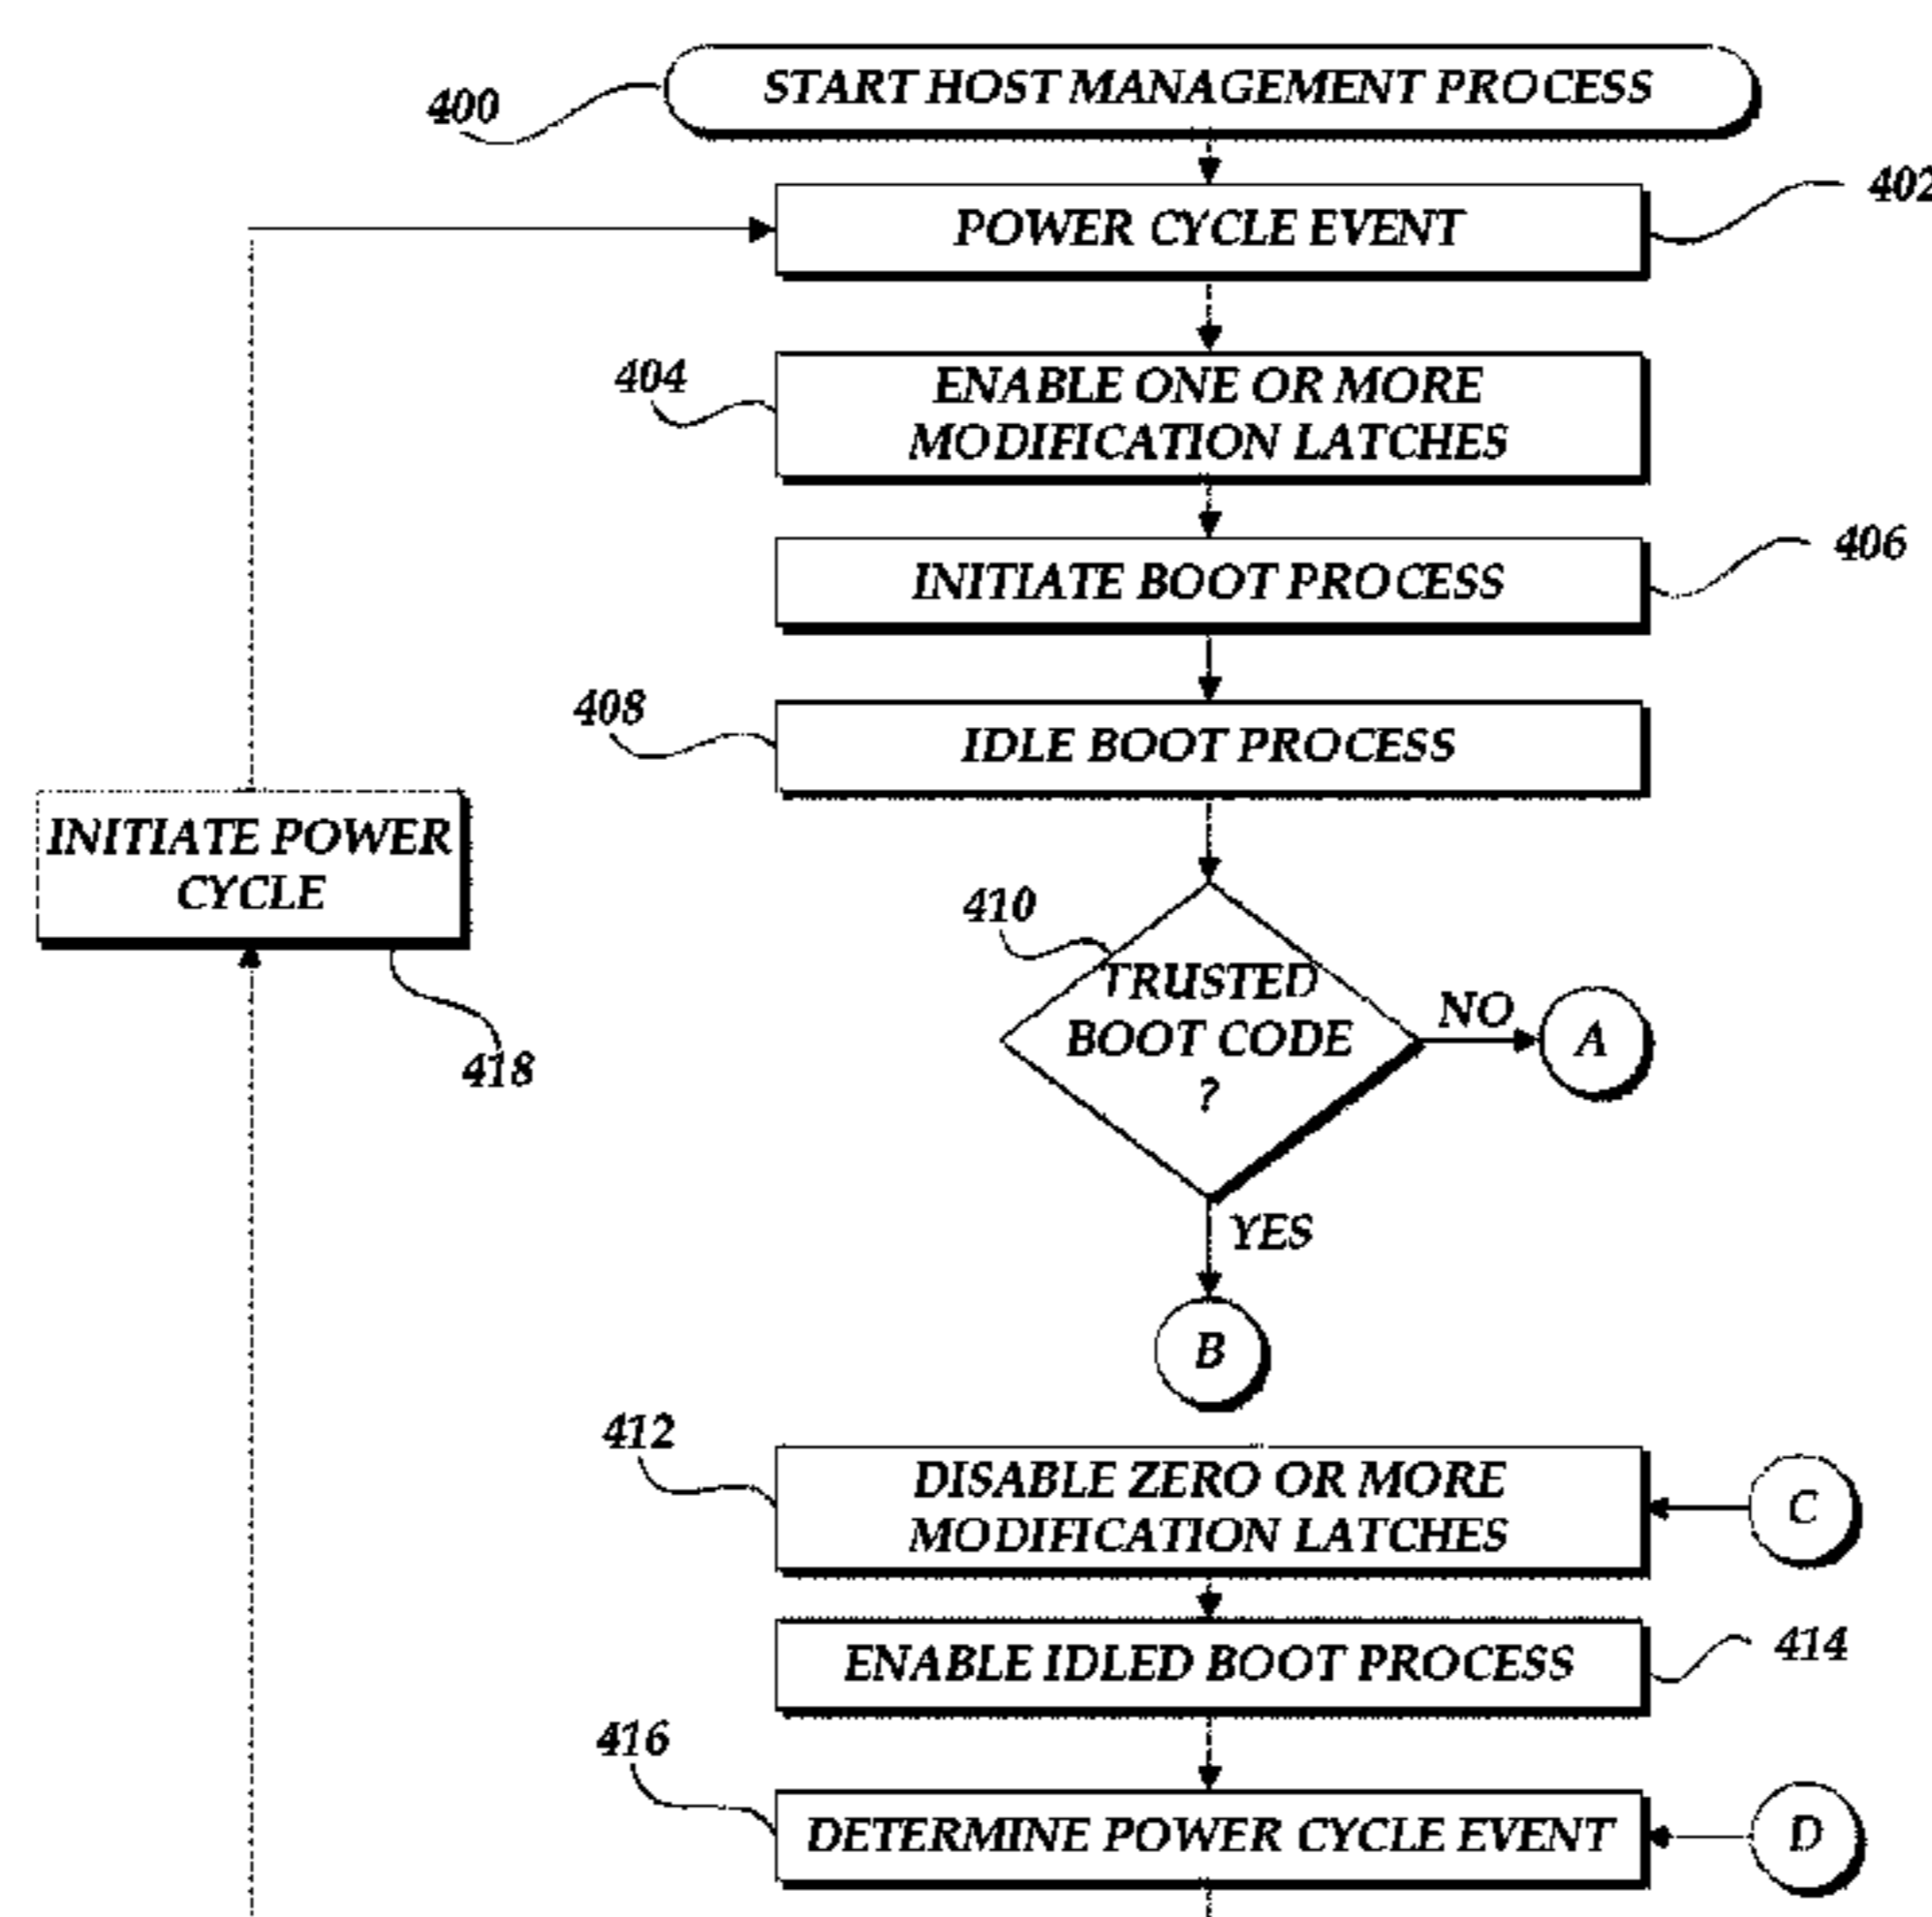 START HOST MANAGEMENT PROCESS
400
POWER CYCLE EVENT
402
404
ENABLE ONE OR MORE
MODIFICATION LATCHES
INITIATE BOOT PROCESS
406
408
IDLE BOOT PROCESS
INITIATE POWER
CYCLE
418
410
TRUSTED
BOOT CODE
?
NO
A
YES
B
412
DISABLE ZERO OR MORE
MODIFICATION LATCHES
C
ENABLE IDLED BOOT PROCESS
414
416
DETERMINE POWER CYCLE EVENT
D